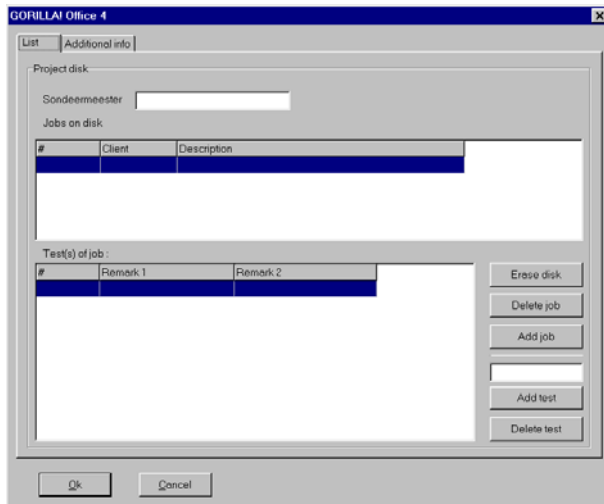 GORILLA! Office 4
List
Additional info
Project disk
Sondeermeester
Jobs on disk
# Client Description
Test(s) of job :
# Remark 1 Remark 2
Erase disk
Delete job
Add job
Add test
Delete test
Ok
Cancel